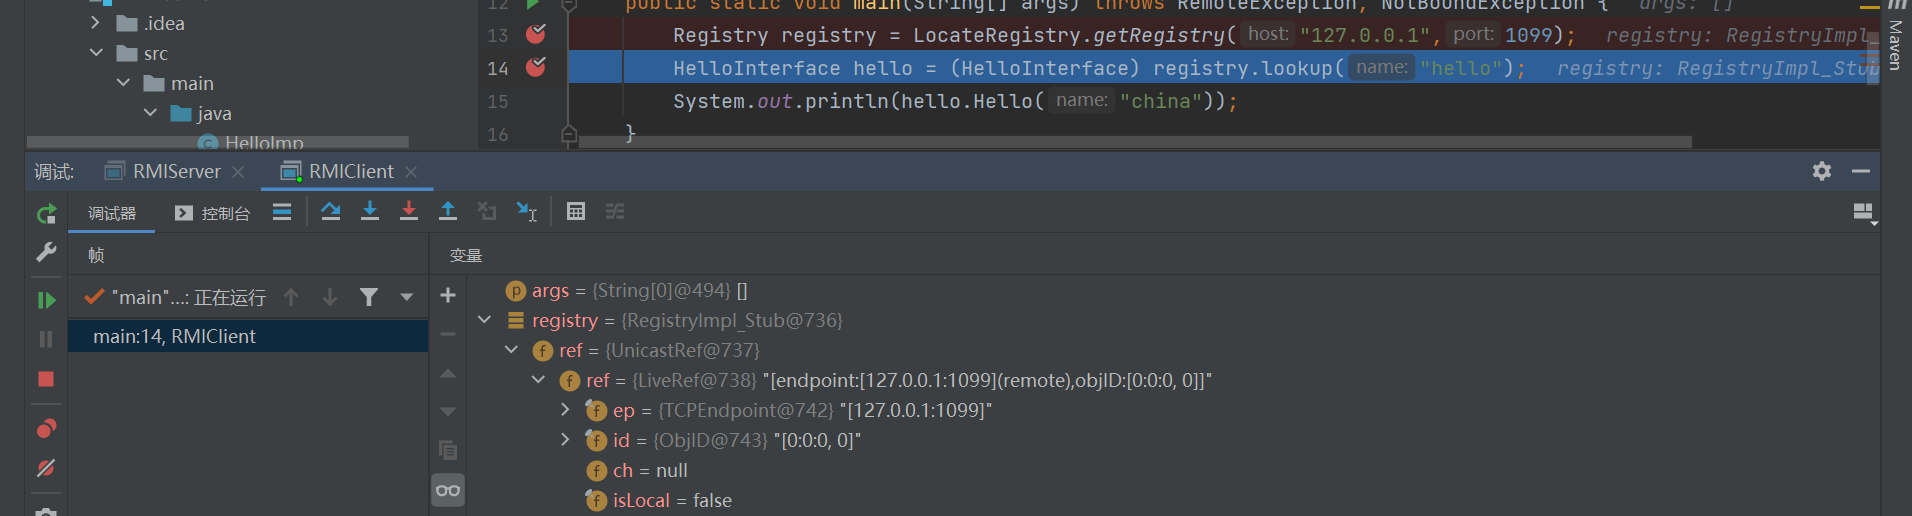 12 public static void main(String[] args) throws RemoteException, NotBoundException { args: []
.idea
13 Registry registry = LocateRegistry.getRegistry( host: "127.0.0.1", port: 1099); registry: RegistryImpl_
src
14 HelloInterface hello = (HelloInterface) registry.lookup( name: "hello"); registry: RegistryImpl_Stub
main
15 System.out.println(hello.Hello( name: "china"));
java
16 }
HelloImp
Maven
调试: RMIServer RMIClient
调试器 控制台
帧 变量
"main"...: 正在运行
main:14, RMIClient
args = {String[0]@494} []
registry = {RegistryImpl_Stub@736}
ref = {UnicastRef@737}
ref = {LiveRef@738} "[endpoint:[127.0.0.1:1099](remote),objID:[0:0:0, 0]]"
ep = {TCPEndpoint@742} "[127.0.0.1:1099]"
id = {ObjID@743} "[0:0:0, 0]"
ch = null
isLocal = false